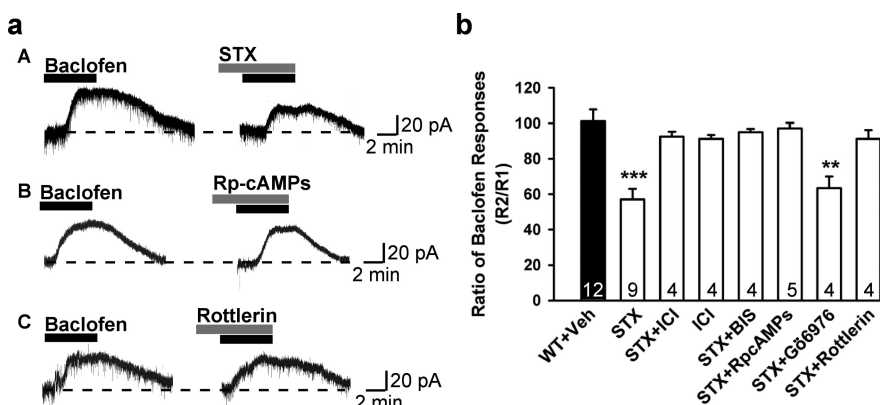 a
A
Baclofen
STX
20 pA
2 min
B
Baclofen
Rp-cAMPs
20 pA
2 min
C
Baclofen
Rottlerin
20 pA
2 min
b
Ratio of Baclofen Responses
(R2/R1)
120
100
80
60
40
20
0
***
**
12
9
4
4
4
5
4
4
WT+Veh
STX
STX+ICI
ICI
STX+BIS
STX+RpcAMPs
STX+Gö6976
STX+Rottlerin